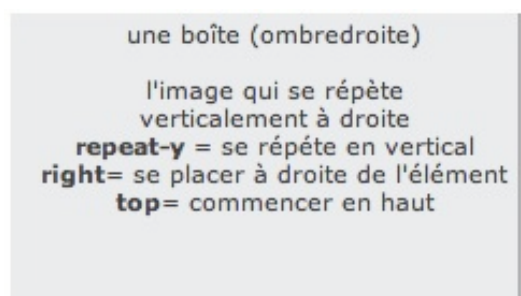 une boîte (ombredroite)
l'image qui se répète
verticalement à droite
repeat-y = se répéte en vertical
right= se placer à droite de l'élément
top= commencer en haut